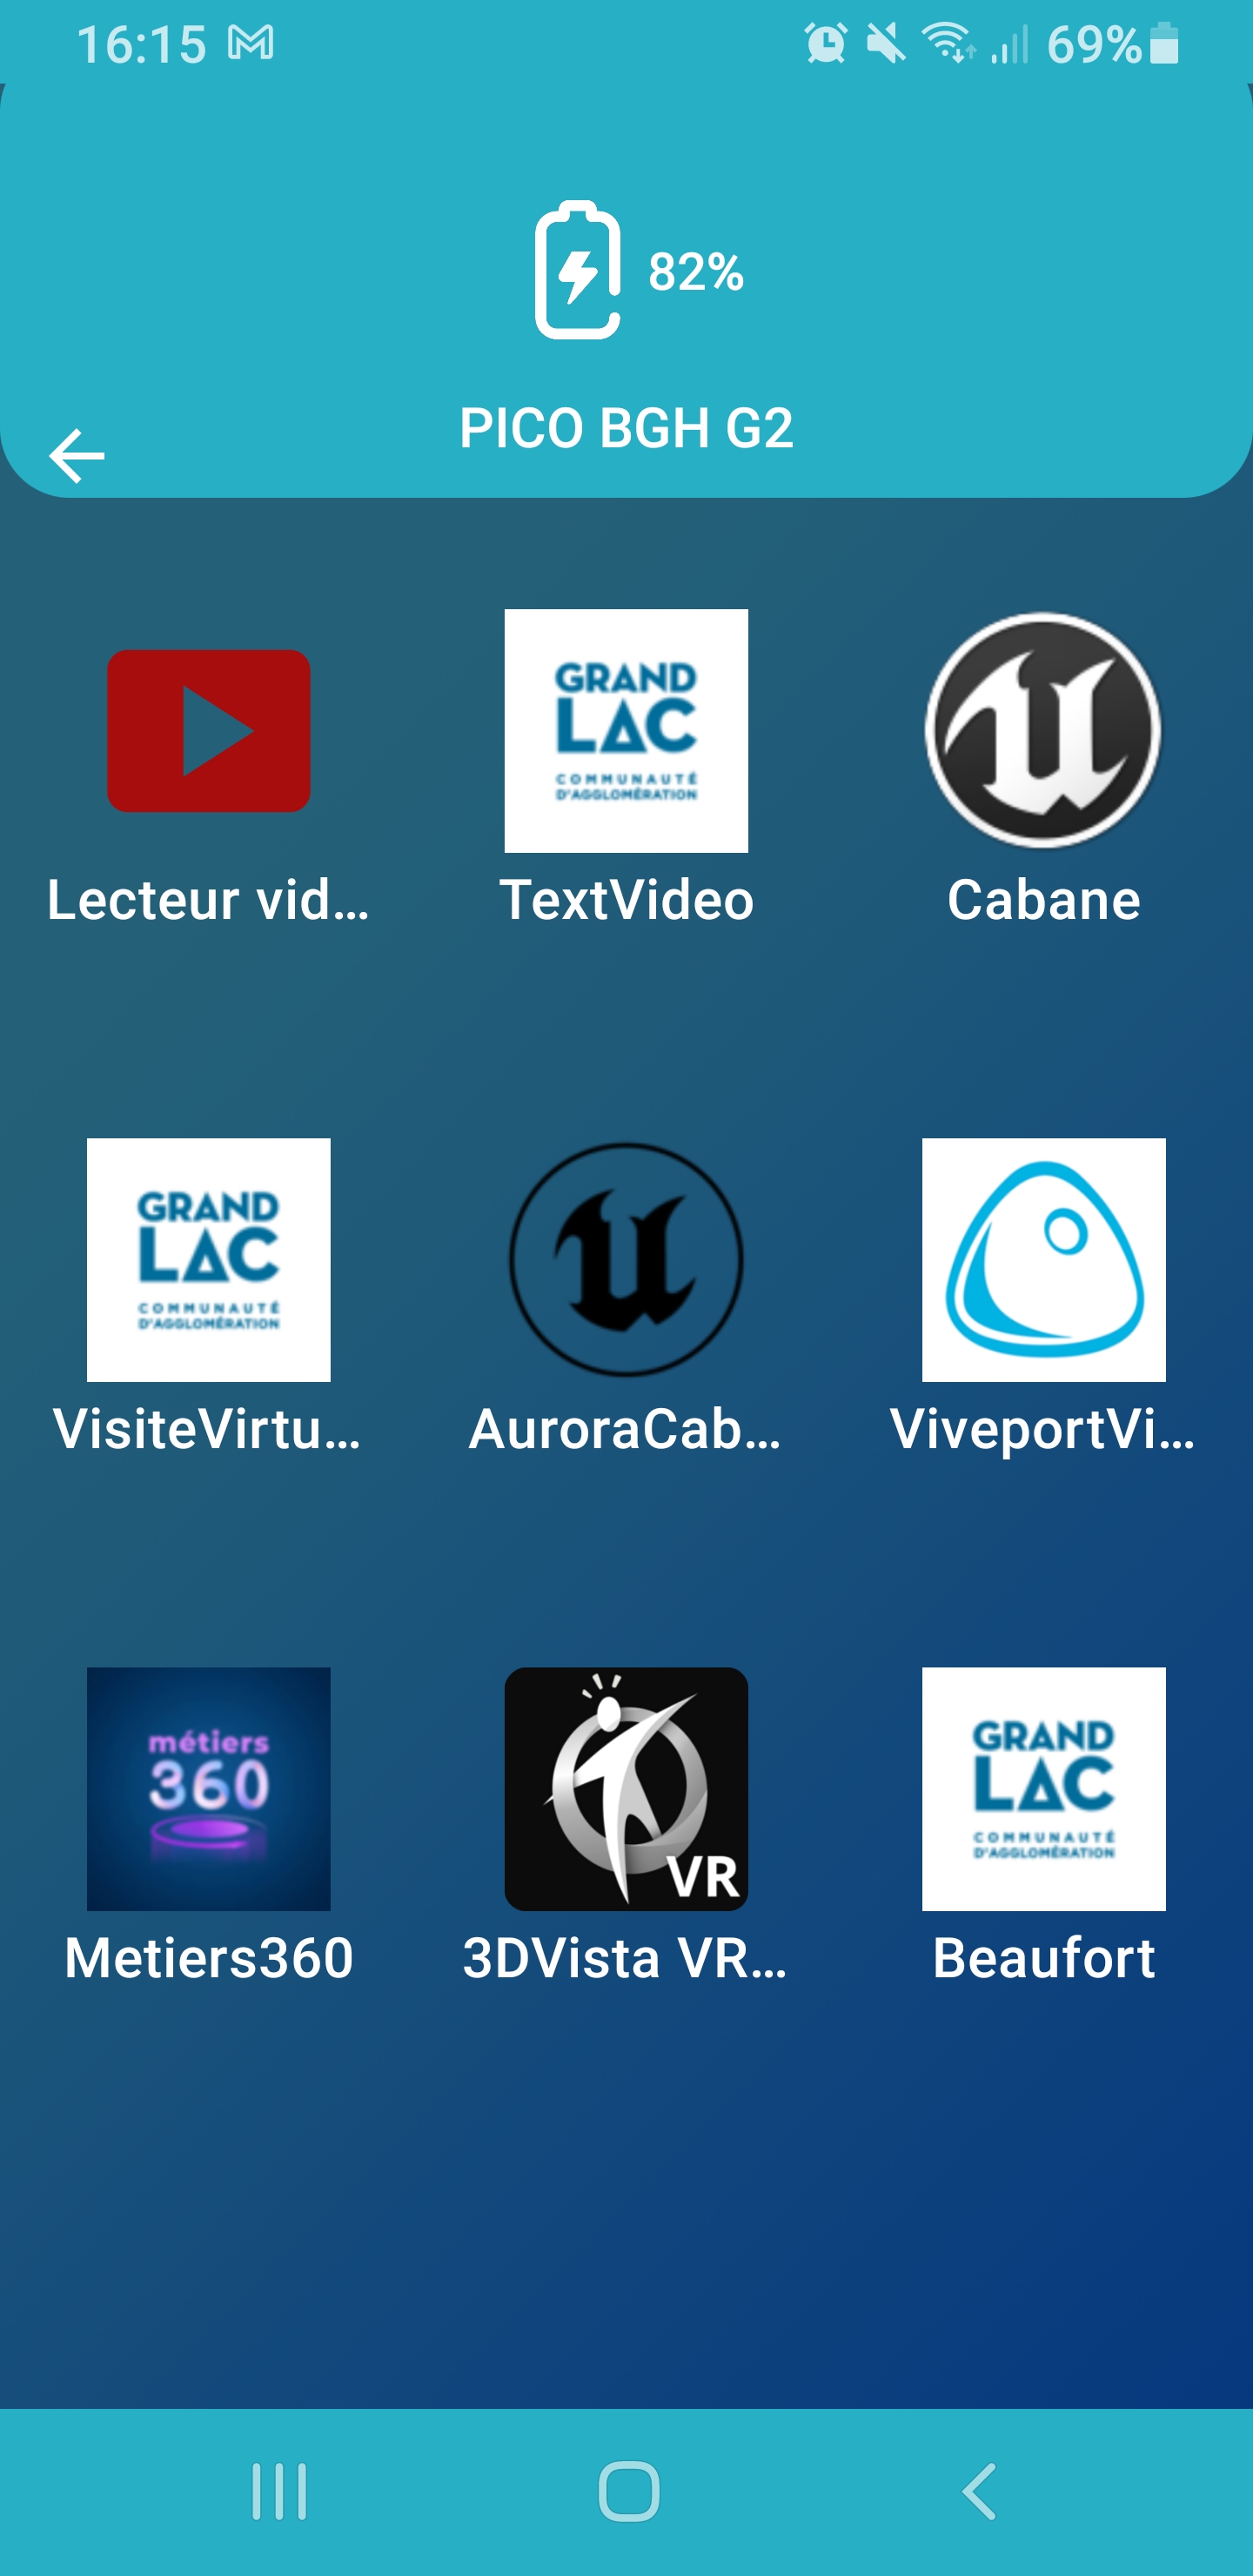 16:15
69%
82%
PICO BGH G2
GRAND
LAC
COMMUNAUTÉ
D'AGGLOMÉRATION
Lecteur vid...
TextVideo
Cabane
GRAND
LAC
COMMUNAUTÉ
D'AGGLOMÉRATION
VisiteVirtu...
AuroraCab...
ViveportVi...
métiers
360
VR
GRAND
LAC
COMMUNAUTÉ
D'AGGLOMÉRATION
Metiers360
3DVista VR...
Beaufort